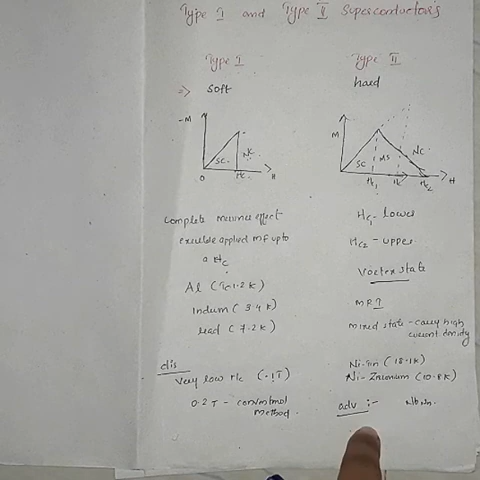 Type I and Type II Superconductors
Type I
Type II
=> soft
hard
-M
SC
NC
O
Hc
H
M
SC
MS
NC
Hc1
Hc
Hc2
H
complete meissner effect
exclude applied MF upto
a Hc
Al (Tc 1.2 K)
Indium (3.4 K)
lead (7.2 K)
dis
very low Hc (.1T)
0.2 T - conventional
method.
Hc1 - lower
Hc2 - upper
Vortex state
MRI
mixed state - carry high
current density
Ni-tin (18.1K)
Ni-Zirconium (10.8K)
adv :-